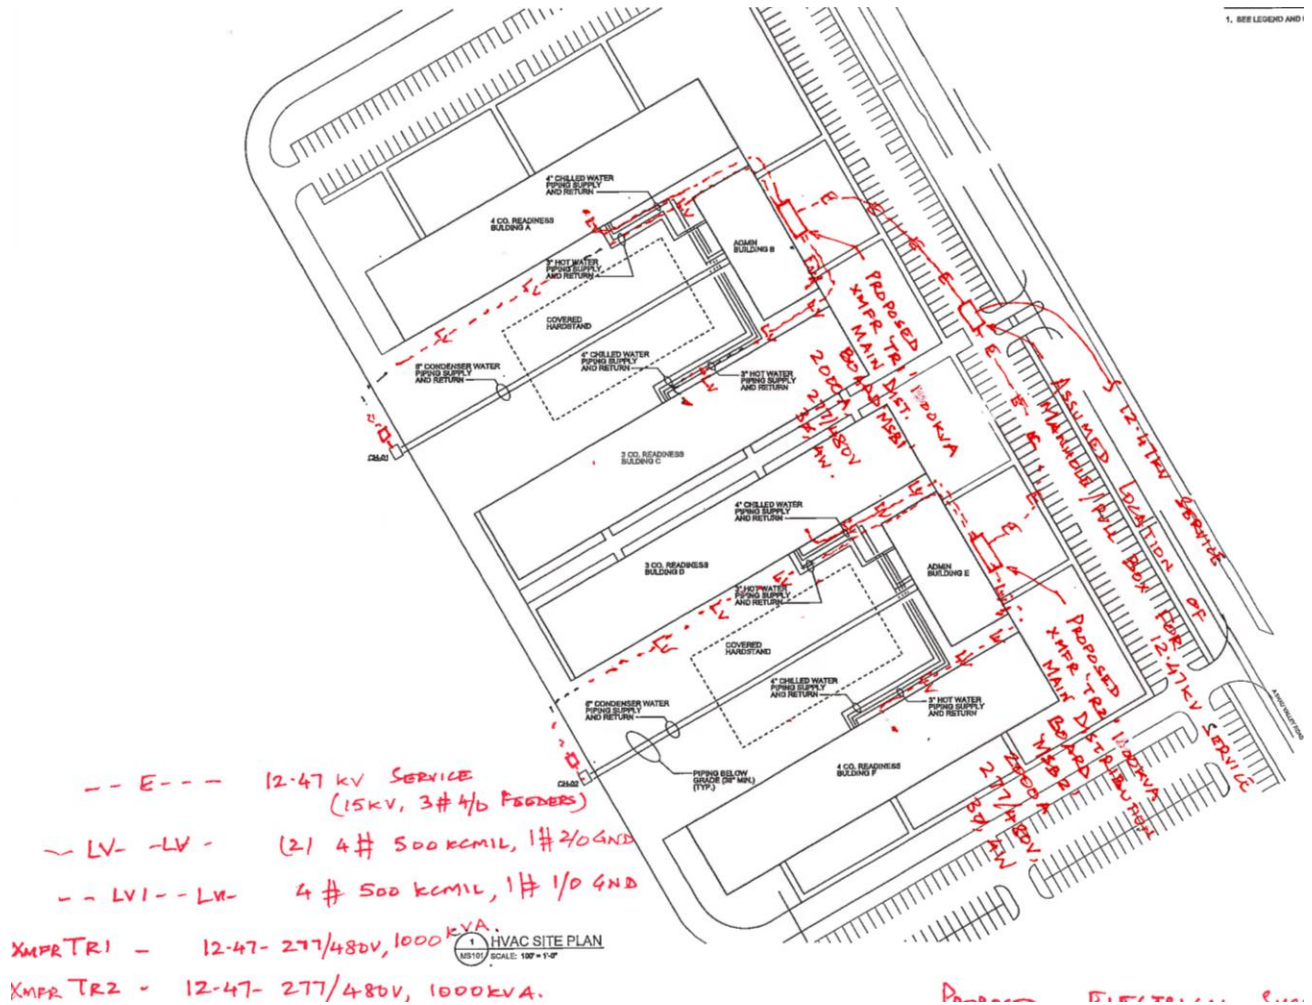 1. SEE LEGEND AND
4" CHILLED WATER
PIPING SUPPLY
AND RETURN
4 CO. READINESS
BULDING A
ADMIN
BUILDING B
3" HOT WATER
PIPING SUPPLY
AND RETURN
COVERED
HARDSTAND
8" CONDENSER WATER
PIPING SUPPLY
AND RETURN
4" CHILLED WATER
PIPING SUPPLY
AND RETURN
3" HOT WATER
PIPING SUPPLY
AND RETURN
CH-01
3 CO. READINESS
BULDING C
PROPOSED
XMFR 'TR1' 1000KVA
MAIN DIST.
BOARD MSB1,
2000A,
277/480V
3Ø, 4W.
12.47KV SERVICE
ASSUMED LOCATION OF
MANHOLE/PULL BOX FOR
12.47KV SERVICE
4" CHILLED WATER
PIPING SUPPLY
AND RETURN
3 CO. READINESS
BULDING D
ADMIN
BUILDING E
3" HOT WATER
PIPING SUPPLY
AND RETURN
COVERED
HARDSTAND
6" CONDENSER WATER
PIPING SUPPLY
AND RETURN
4" CHILLED WATER
PIPING SUPPLY
AND RETURN
3" HOT WATER
PIPING SUPPLY
AND RETURN
CH-02
PIPING BELOW
GRADE (36" MIN.)
(TYP.)
4 CO. READINESS
BULDING F
PROPOSED
XMFR 'TR2' 1000KVA
MAIN DISTRIBUTION
BOARD
'MSB2',
2000A
277/480V,
3Ø, 4W
VALLEY ROAD
-- E --- 12.47 KV SERVICE
(15KV, 3#4/0 FEEDERS)
- LV- -LV - (2) 4# 500 KCMIL, 1#2/0 GND
-- LV1 -- LV1- 4 # 500 KCMIL, 1# 1/0 GND
XMFR TR1 - 12.47- 277/480V, 1000 KVA.
1 HVAC SITE PLAN
MS101 SCALE: 100' = 1'-0"
XMFR TR2 - 12.47- 277/480V, 1000KVA.
PROPOSED ELECTRICAL